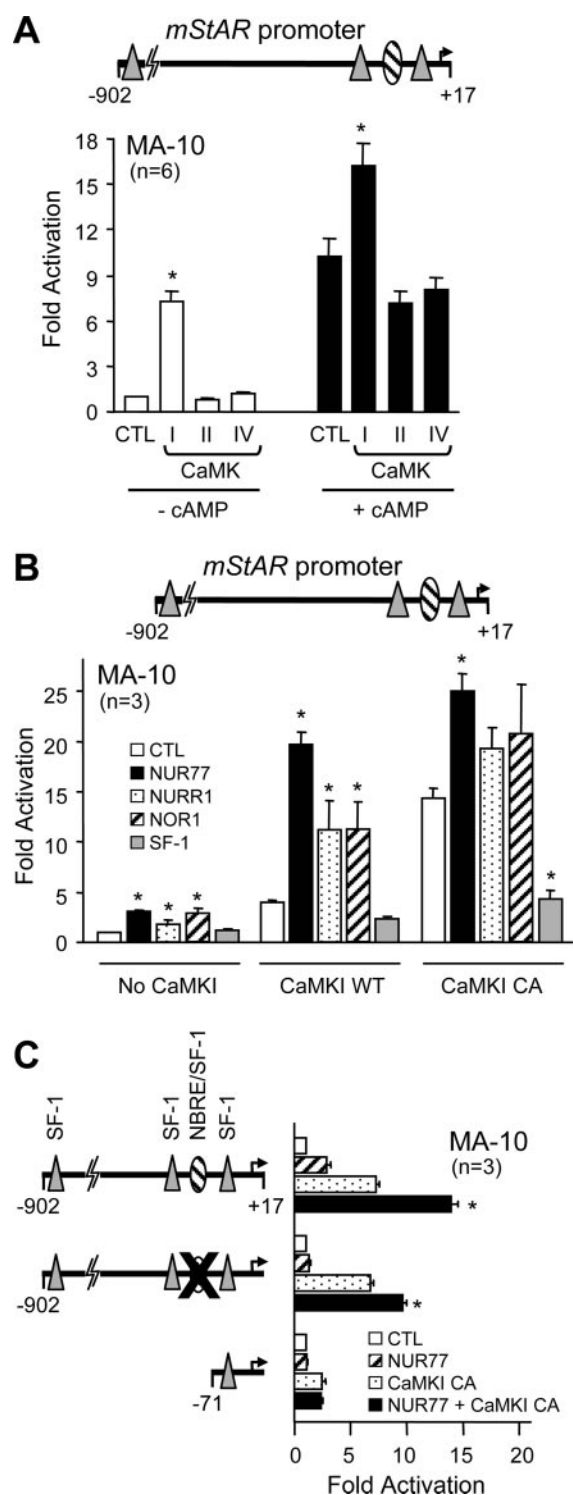 A
mStAR promoter
-902
+17
MA-10
(n=6)
Fold Activation
18
15
12
9
6
3
0
*
*
CTL I II IV CTL I II IV
CaMK CaMK
- cAMP + cAMP
B
mStAR promoter
-902
+17
MA-10
(n=3)
CTL
NUR77
NURR1
NOR1
SF-1
Fold Activation
25
20
15
10
5
0
* * *
* * *
* *
No CaMKI CaMKI WT CaMKI CA
C
SF-1 SF-1 NBRE/SF-1 SF-1
-902 +17
-902
-71
MA-10
(n=3)
*
*
CTL
NUR77
CaMKI CA
NUR77 + CaMKI CA
0 5 10 15 20
Fold Activation